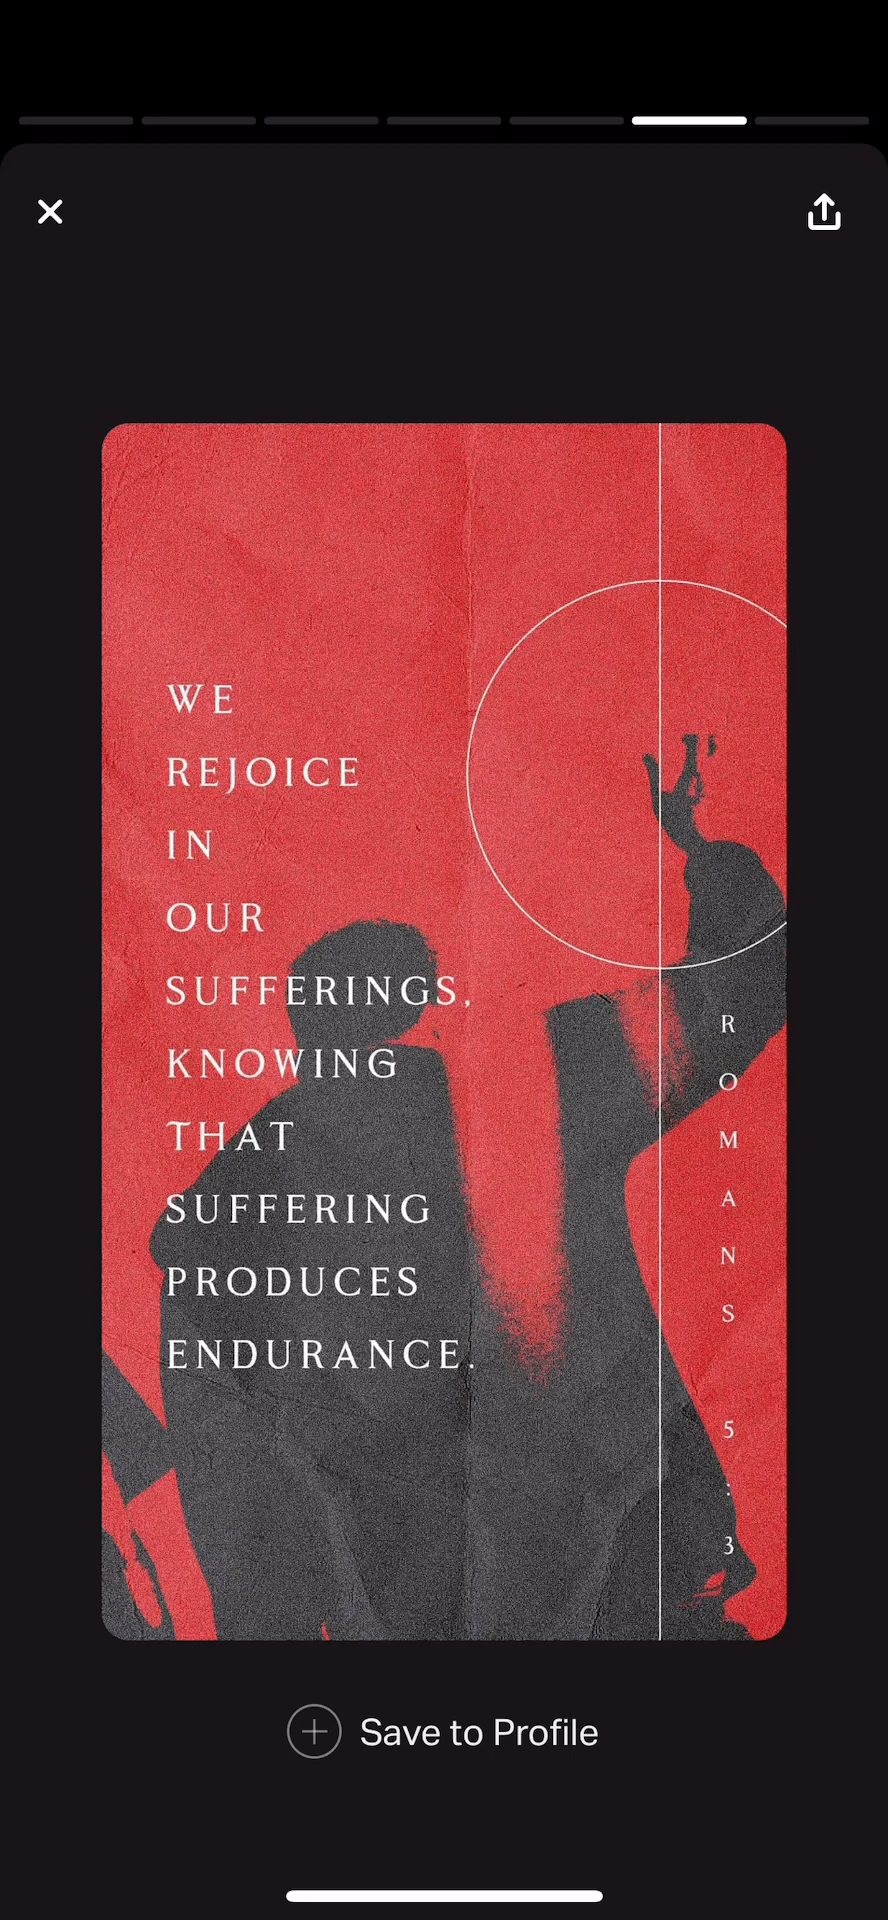 WE
REJOICE
IN
OUR
SUFFERINGS,
KNOWING
THAT
SUFFERING
PRODUCES
ENDURANCE.
ROMANS 5:3
Save to Profile